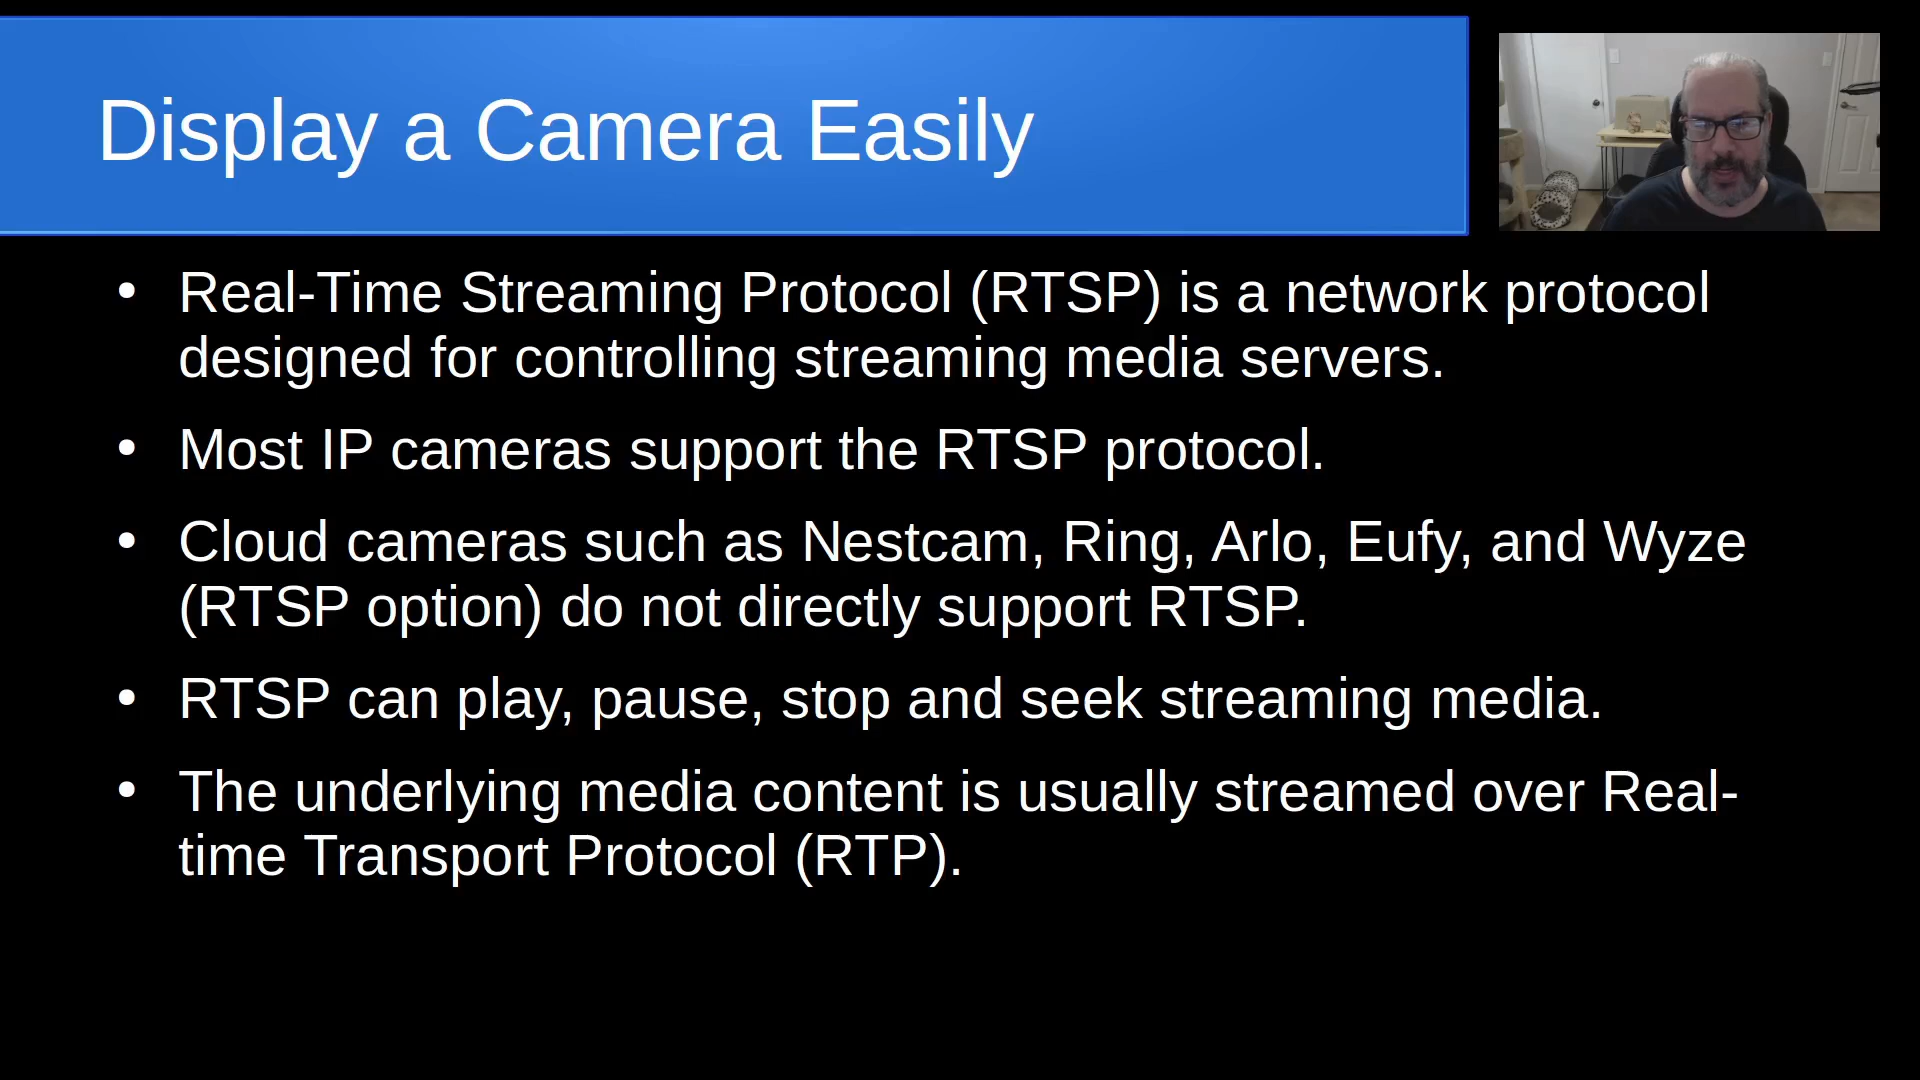 Display a Camera Easily
• Real-Time Streaming Protocol (RTSP) is a network protocol
designed for controlling streaming media servers.
• Most IP cameras support the RTSP protocol.
• Cloud cameras such as Nestcam, Ring, Arlo, Eufy, and Wyze
(RTSP option) do not directly support RTSP.
• RTSP can play, pause, stop and seek streaming media.
• The underlying media content is usually streamed over Real-
time Transport Protocol (RTP).